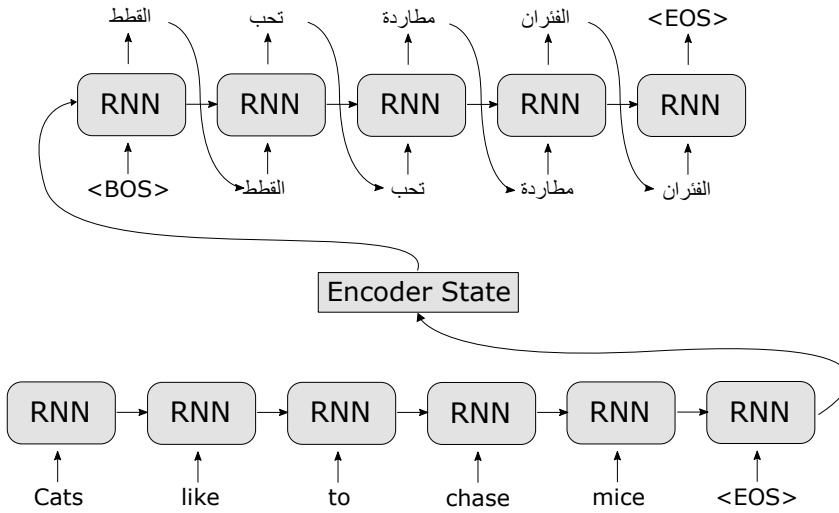 القطط تحب مطاردة الفئران <EOS>
RNN RNN RNN RNN RNN
<BOS> القطط تحب مطاردة الفئران
Encoder State
RNN RNN RNN RNN RNN RNN
Cats like to chase mice <EOS>